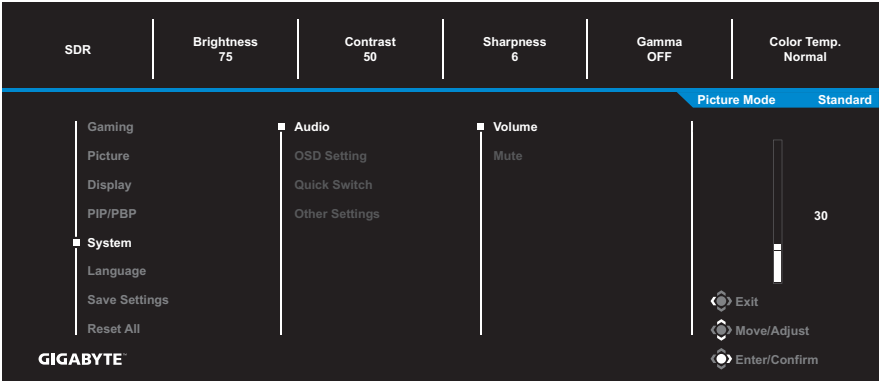 SDR
Brightness
75
Contrast
50
Sharpness
6
Gamma
OFF
Color Temp.
Normal
Picture Mode Standard
Gaming
Picture
Display
PIP/PBP
System
Language
Save Settings
Reset All
Audio
OSD Setting
Quick Switch
Other Settings
Volume
Mute
30
Exit
Move/Adjust
Enter/Confirm
GIGABYTE™